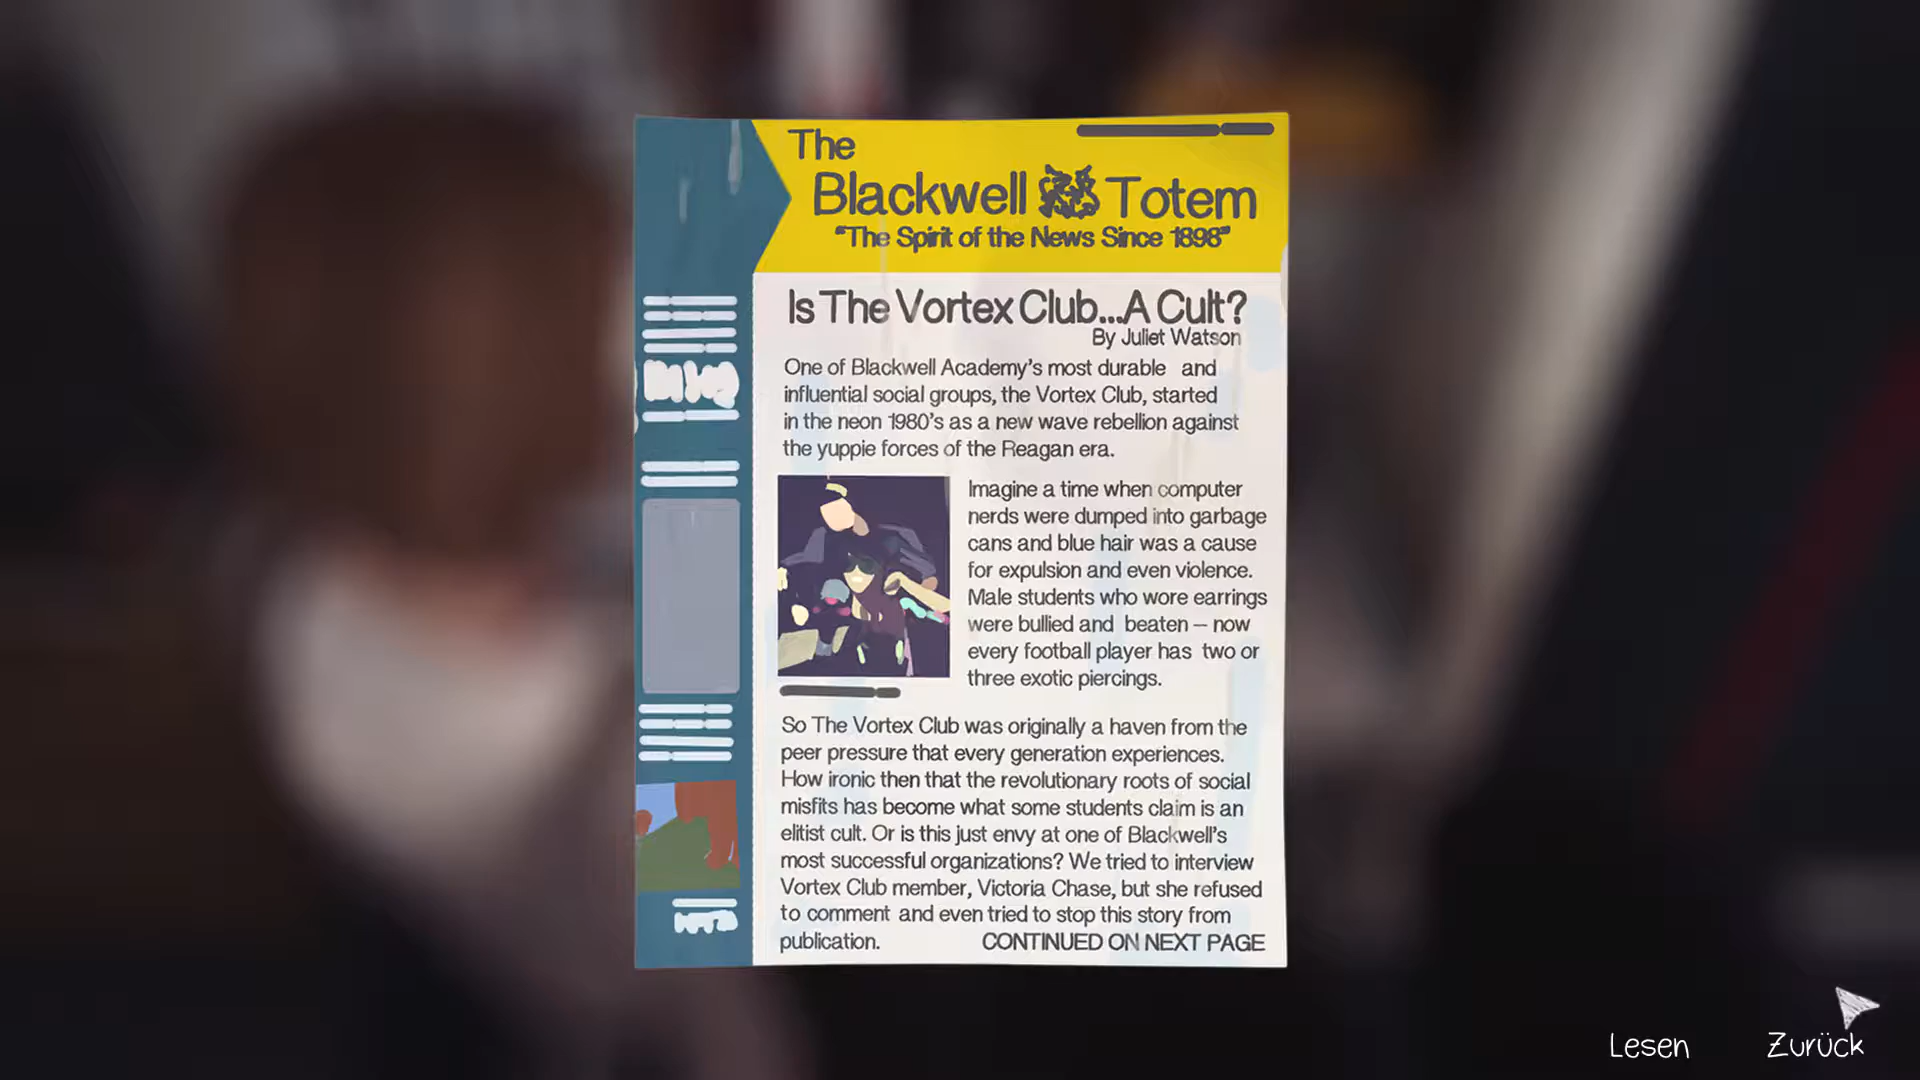 The
Blackwell Totem
"The Spirit of the News Since 1898"
Is The Vortex Club...A Cult?
By Juliet Watson
One of Blackwell Academy's most durable and
influential social groups, the Vortex Club, started
in the neon 1980's as a new wave rebellion against
the yuppie forces of the Reagan era.
Imagine a time when computer
nerds were dumped into garbage
cans and blue hair was a cause
for expulsion and even violence.
Male students who wore earrings
were bullied and beaten – now
every football player has two or
three exotic piercings.
So The Vortex Club was originally a haven from the
peer pressure that every generation experiences.
How ironic then that the revolutionary roots of social
misfits has become what some students claim is an
elitist cult. Or is this just envy at one of Blackwell's
most successful organizations? We tried to interview
Vortex Club member, Victoria Chase, but she refused
to comment and even tried to stop this story from
publication.
CONTINUED ON NEXT PAGE
Lesen
Zurück